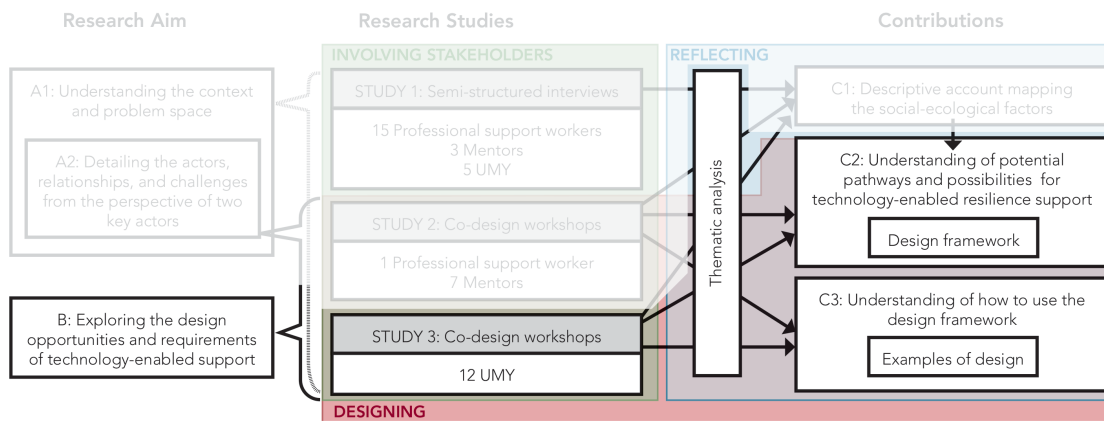 Research Aim
Research Studies
Contributions
INVOLVING STAKEHOLDERS
REFLECTING
A1: Understanding the context
and problem space
A2: Detailing the actors,
relationships, and challenges
from the perspective of two
key actors
B: Exploring the design
opportunities and requirements
of technology-enabled support
STUDY 1: Semi-structured interviews
15 Professional support workers
3 Mentors
5 UMY
STUDY 2: Co-design workshops
1 Professional support worker
7 Mentors
STUDY 3: Co-design workshops
12 UMY
DESIGNING
Thematic analysis
C1: Descriptive account mapping
the social-ecological factors
C2: Understanding of potential
pathways and possibilities for
technology-enabled resilience support
Design framework
C3: Understanding of how to use the
design framework
Examples of design